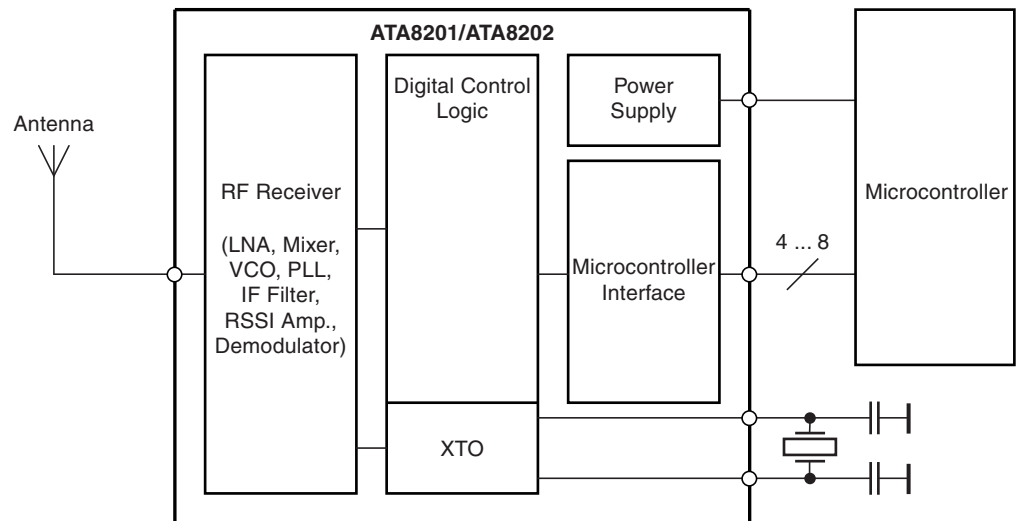 ATA8201/ATA8202
Antenna
RF Receiver
(LNA, Mixer,
VCO, PLL,
IF Filter,
RSSI Amp.,
Demodulator)
Digital Control
Logic
XTO
Power
Supply
Microcontroller
Interface
4 ... 8
Microcontroller